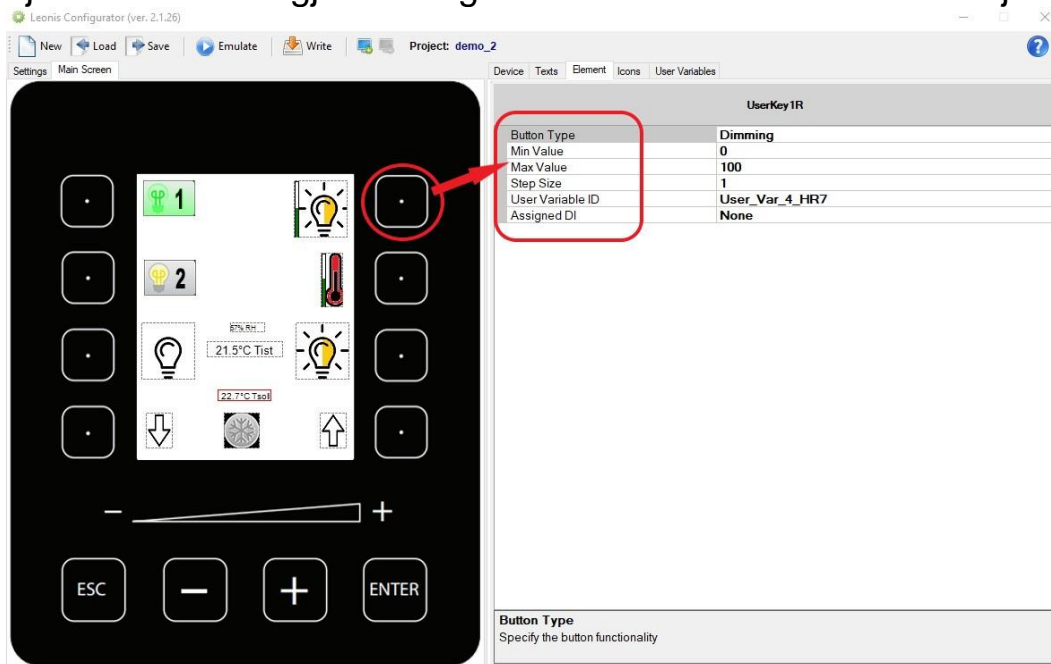 Leonis Configurator (ver. 2.1.26)
New Load Save Emulate Write Project: demo_2
Settings Main Screen
Device Texts Element Icons User Variables
UserKey1R
Button Type Dimming
Min Value 0
Max Value 100
Step Size 1
User Variable ID User_Var_4_HR7
Assigned DI None
1
2
57% RH
21.5°C Tist
22.7°C Tsoll
− +
ESC − + ENTER
Button Type
Specify the button functionality